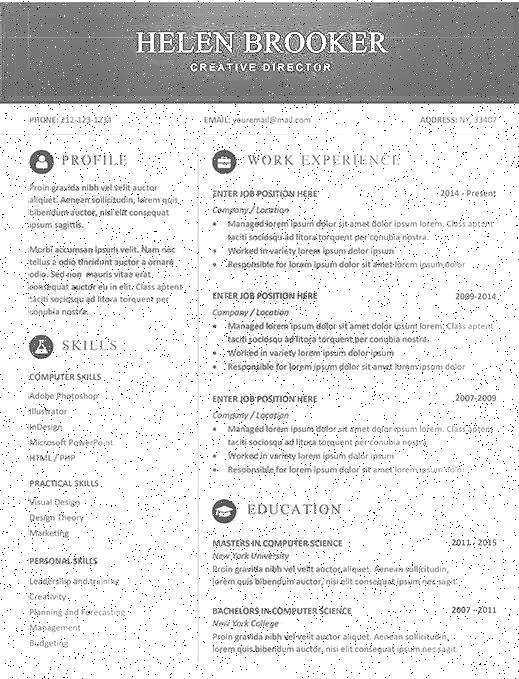 HELEN BROOKER
CREATIVE DIRECTOR
PHONE: 212-123-1234
EMAIL: youremail@mail.com
ADDRESS: NY, 33407
PROFILE
Proin gravida nibh vel velit auctor
aliquet. Aenean sollicitudin, lorem quis
bibendum auctor, nisi elit consequat
ipsum sagittis.
Morbi accumsan ipsum velit. Nam nec
tellus a odio tincidunt auctor a ornare
odio. Sed non mauris vitae erat
consequat auctor eu in elit. Class aptent
taciti sociosqu ad litora torquent per
conubia nostra.
SKILLS
COMPUTER SKILLS
Adobe Photoshop
Illustrator
InDesign
Microsoft PowerPoint
HTML / PHP
PRACTICAL SKILLS
Visual Design
Design Theory
Marketing
PERSONAL SKILLS
Leadership and training
Creativity
Planning and Forecasting
Management
Budgeting
WORK EXPERIENCE
ENTER JOB POSITION HERE 2014 - Present
Company / Location
• Managed lorem ipsum dolor sit amet dolor ipsum lorem. Class aptent
taciti sociosqu ad litora torquent per conubia nostra.
• Worked in variety lorem ipsum dolor ipsum
• Responsible for lorem ipsum dolor sit amet lorem ipsum dolor
ENTER JOB POSITION HERE 2009-2014
Company / Location
• Managed lorem ipsum dolor sit amet dolor ipsum lorem. Class aptent
taciti sociosqu ad litora torquent per conubia nostra.
• Worked in variety lorem ipsum dolor ipsum
• Responsible for lorem ipsum dolor sit amet lorem ipsum dolor
ENTER JOB POSITION HERE 2007-2009
Company / Location
• Managed lorem ipsum dolor sit amet dolor ipsum lorem. Class aptent
taciti sociosqu ad litora torquent per conubia nostra.
• Worked in variety lorem ipsum dolor ipsum
• Responsible for lorem ipsum dolor sit amet lorem ipsum dolor
EDUCATION
MASTERS IN COMPUTER SCIENCE 2011 - 2015
New York University
Proin gravida nibh vel velit auctor aliquet. Aenean sollicitudin,
lorem quis bibendum auctor, nisi elit consequat ipsum nec sagit.
BACHELORS IN COMPUTER SCIENCE 2007 - 2011
New York College
Proin gravida nibh vel velit auctor aliquet. Aenean sollicitudin,
lorem quis bibendum auctor, nisi elit consequat ipsum nec sagit.